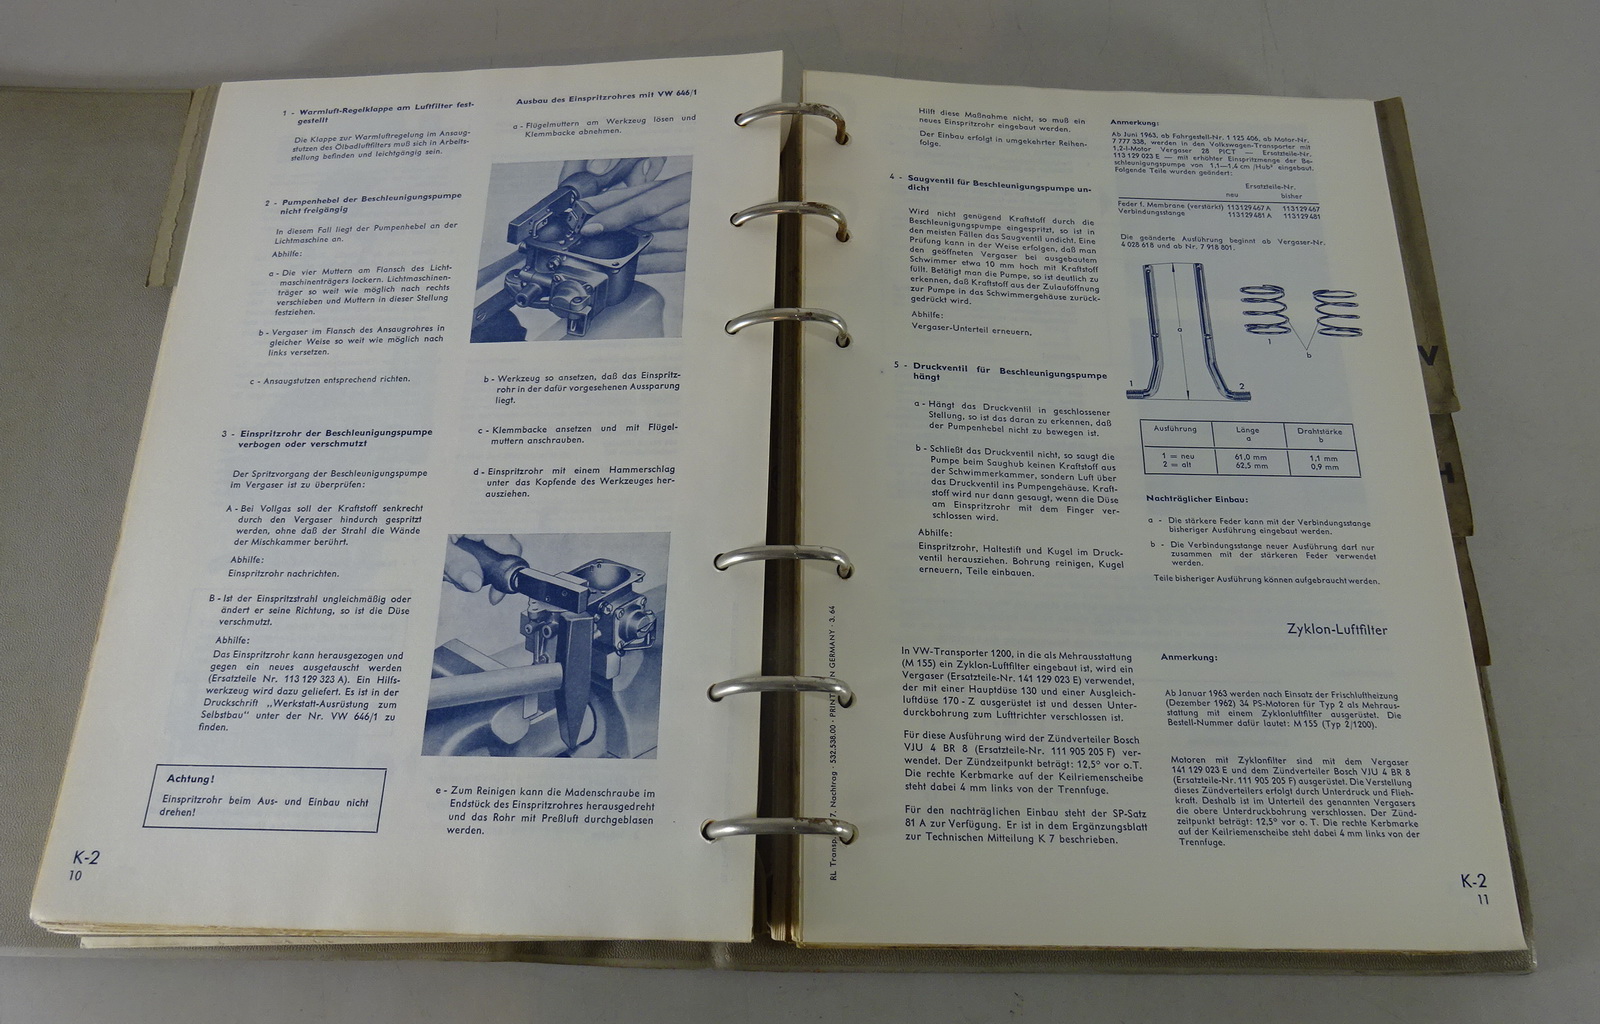 1 - Warmluft-Regelklappe am Luftfilter fest-
gestellt
Die Klappe zur Warmluftregelung im Ansaug-
stutzen des Ölbadluftfilters muß sich in Arbeits-
stellung befinden und leichtgängig sein.
2 - Pumpenhebel der Beschleunigungspumpe
nicht freigängig
In diesem Fall liegt der Pumpenhebel an der
Lichtmaschine an.
Abhilfe:
a - Die vier Muttern am Flansch des Licht-
maschinenträgers lockern. Lichtmaschinen-
träger so weit wie möglich nach rechts
verschieben und Muttern in dieser Stellung
festziehen.
b - Vergaser im Flansch des Ansaugrohres in
gleicher Weise so weit wie möglich nach
links versetzen.
c - Ansaugstutzen entsprechend richten.
3 - Einspritzrohr der Beschleunigungspumpe
verbogen oder verschmutzt
Der Spritzvorgang der Beschleunigungspumpe
im Vergaser ist zu überprüfen:
A - Bei Vollgas soll der Kraftstoff senkrecht
durch den Vergaser hindurch gespritzt
werden, ohne daß der Strahl die Wände
der Mischkammer berührt.
Abhilfe:
Einspritzrohr nachrichten.
B - Ist der Einspritzstrahl ungleichmäßig oder
ändert er seine Richtung, so ist die Düse
verschmutzt.
Abhilfe:
Das Einspritzrohr kann herausgezogen und
gegen ein neues ausgetauscht werden
(Ersatzteile Nr. 113 129 323 A). Ein Hilfs-
werkzeug wird dazu geliefert. Es ist in der
Druckschrift „Werkstatt-Ausrüstung zum
Selbstbau“ unter der Nr. VW 646/1 zu
finden.
Achtung!
Einspritzrohr beim Aus- und Einbau nicht
drehen!
K-2
10
Ausbau des Einspritzrohres mit VW 646/1
a - Flügelmuttern am Werkzeug lösen und
Klemmbacke abnehmen.
b - Werkzeug so ansetzen, daß das Einspritz-
rohr in der dafür vorgesehenen Aussparung
liegt.
c - Klemmbacke ansetzen und mit Flügel-
muttern anschrauben.
d - Einspritzrohr mit einem Hammerschlag
unter das Kopfende des Werkzeuges her-
ausziehen.
e - Zum Reinigen kann die Madenschraube im
Endstück des Einspritzrohres herausgedreht
und das Rohr mit Preßluft durchgeblasen
werden.
Hilft diese Maßnahme nicht, so muß ein
neues Einspritzrohr eingebaut werden.
Der Einbau erfolgt in umgekehrter Reihen-
folge.
4 - Saugventil für Beschleunigungspumpe un-
dicht
Wird nicht genügend Kraftstoff durch die
Beschleunigungspumpe eingespritzt, so ist in
den meisten Fällen das Saugventil undicht. Eine
Prüfung kann in der Weise erfolgen, daß man
den geöffneten Vergaser bei ausgebautem
Schwimmer etwa 10 mm hoch mit Kraftstoff
füllt. Betätigt man die Pumpe, so ist deutlich zu
erkennen, daß Kraftstoff aus der Zulauföffnung
zur Pumpe in das Schwimmergehäuse zurück-
gedrückt wird.
Abhilfe:
Vergaser-Unterteil erneuern.
5 - Druckventil für Beschleunigungspumpe
hängt
a - Hängt das Druckventil in geschlossener
Stellung, so ist das daran zu erkennen, daß
der Pumpenhebel nicht zu bewegen ist.
b - Schließt das Druckventil nicht, so saugt die
Pumpe beim Saughub keinen Kraftstoff aus
der Schwimmerkammer, sondern Luft über
das Druckventil ins Pumpengehäuse. Kraft-
stoff wird nur dann gesaugt, wenn die Düse
am Einspritzrohr mit dem Finger ver-
schlossen wird.
Abhilfe:
Einspritzrohr, Haltestift und Kugel im Druck-
ventil herausziehen. Bohrung reinigen, Kugel
erneuern, Teile einbauen.
Anmerkung:
Ab Juni 1963, ab Fahrgestell-Nr. 1 125 406, ab Motor-Nr.
7 777 338, werden in den Volkswagen-Transporter mit
1,2-l-Motor Vergaser 28 PICT — Ersatzteile-Nr.
113 129 023 E — mit erhöhter Einspritzmenge der Be-
schleunigungspumpe von 1,1—1,4 cm /Hub eingebaut.
Folgende Teile wurden geändert:
Ersatzteile-Nr.
neu bisher
Feder f. Membrane (verstärkt) 113 129 467 A 113 129 467
Verbindungsstange 113 129 481 A 113 129 481
Die geänderte Ausführung beginnt ab Vergaser-Nr.
4 028 618 und ab Nr. 7 918 801.
a
1
2
1
b
Ausführung Länge a Drahtstärke b
1 = neu 61,0 mm 1,1 mm
2 = alt 62,5 mm 0,9 mm
Nachträglicher Einbau:
a - Die stärkere Feder kann mit der Verbindungsstange
bisheriger Ausführung eingebaut werden.
b - Die Verbindungsstange neuer Ausführung darf nur
zusammen mit der stärkeren Feder verwendet
werden.
Teile bisheriger Ausführung können aufgebraucht werden.
Zyklon-Luftfilter
In VW-Transporter 1200, in die als Mehrausstattung
(M 155) ein Zyklon-Luftfilter eingebaut ist, wird ein
Vergaser (Ersatzteile-Nr. 141 129 023 E) verwendet,
der mit einer Hauptdüse 130 und einer Ausgleich-
luftdüse 170 - Z ausgerüstet ist und dessen Unter-
durckbohrung zum Lufttrichter verschlossen ist.
Für diese Ausführung wird der Zündverteiler Bosch
VJU 4 BR 8 (Ersatzteile-Nr. 111 905 205 F) ver-
wendet. Der Zündzeitpunkt beträgt: 12,5° vor o.T.
Die rechte Kerbmarke auf der Keilriemenscheibe
steht dabei 4 mm links von der Trennfuge.
Für den nachträglichen Einbau steht der SP-Satz
81 A zur Verfügung. Er ist in dem Ergänzungsblatt
zur Technischen Mitteilung K 7 beschrieben.
Anmerkung:
Ab Januar 1963 werden nach Einsatz der Frischluftheizung
(Dezember 1962) 34 PS-Motoren für Typ 2 als Mehraus-
stattung mit einem Zyklonluftfilter ausgerüstet. Die
Bestell-Nummer dafür lautet: M 155 (Typ 2/1200).
Motoren mit Zyklonfilter sind mit dem Vergaser
141 129 023 E und dem Zündverteiler Bosch VJU 4 BR 8
(Ersatzteile-Nr. 111 905 205 F) ausgerüstet. Die Verstellung
dieses Zündverteilers erfolgt durch Unterdruck und Flieh-
kraft. Deshalb ist im Unterteil des genannten Vergasers
die obere Unterdruckbohrung verschlossen. Der Zünd-
zeitpunkt beträgt: 12,5° vor o. T. Die rechte Kerbmarke
auf der Keilriemenscheibe steht dabei 4 mm links von der
Trennfuge.
K-2
11
RL Transp. 7. Nachtrag · 532.538.00 · PRINT N GERMANY · 3. 64
V
H